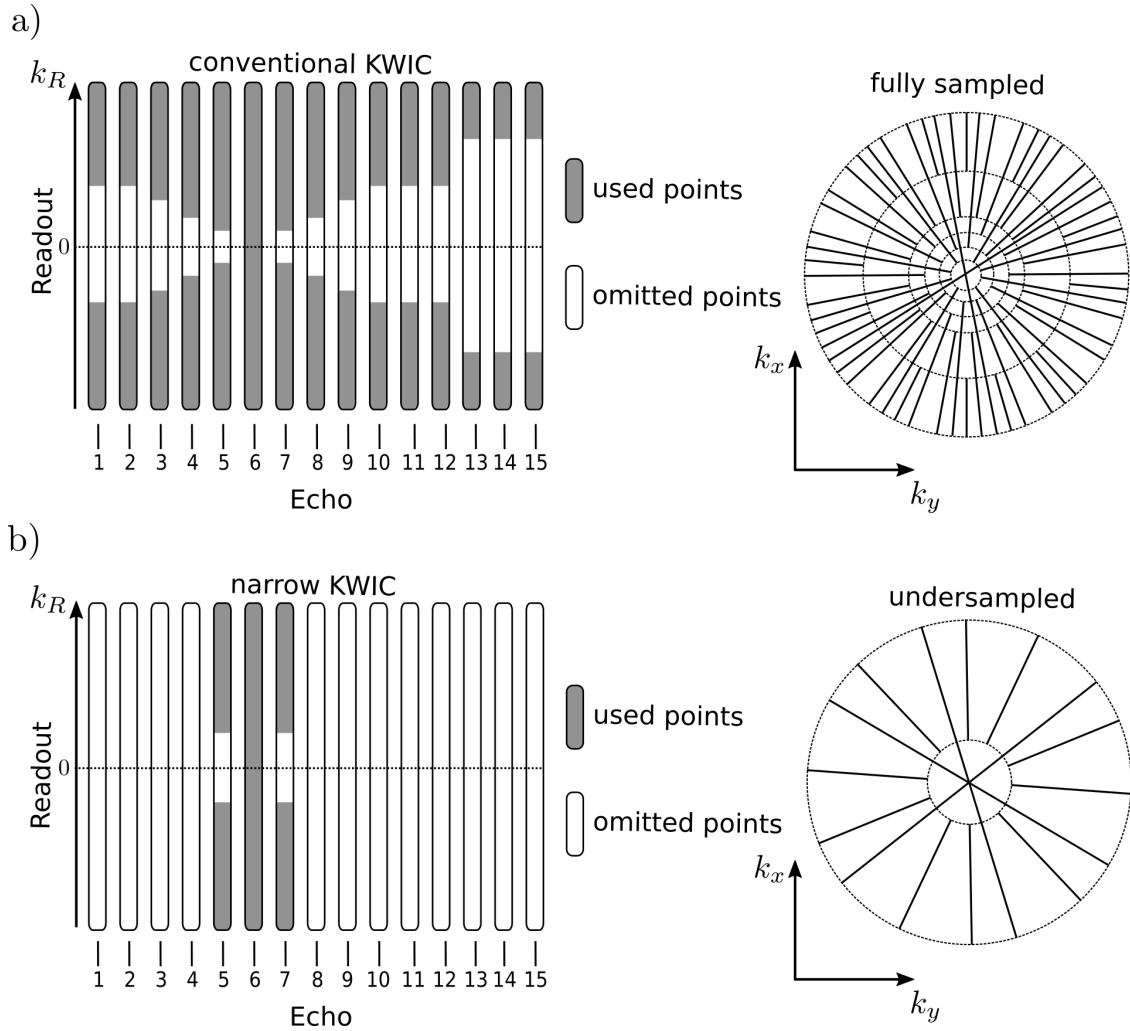 a)
conventional KWIC
k_R
Readout
0
1 2 3 4 5 6 7 8 9 10 11 12 13 14 15
Echo
used points
omitted points
fully sampled
k_x
k_y
b)
narrow KWIC
k_R
Readout
0
1 2 3 4 5 6 7 8 9 10 11 12 13 14 15
Echo
used points
omitted points
undersampled
k_x
k_y